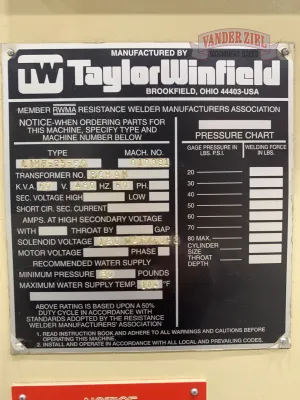 VANDER ZIEL
MANUFACTURED BY
TW TaylorWinfield
BROOKFIELD, OHIO 44403-USA
MEMBER RWMA RESISTANCE WELDER MANUFACTURERS ASSOCIATION
NOTICE-WHEN ORDERING PARTS FOR
THIS MACHINE, SPECIFY TYPE AND
MACHINE NUMBER BELOW
TYPE MACH. NO.
TRANSFORMER NO. ROMAN
K.V.A. V. HZ. PH.
SEC. VOLTAGE HIGH LOW
SHORT CIR. SEC. CURRENT
AMPS. AT HIGH SECONDARY VOLTAGE
WITH THROAT BY GAP
SOLENOID VOLTAGE
MOTOR VOLTAGE PHASE
RECOMMENDED WATER SUPPLY
MINIMUM PRESSURE POUNDS
MAXIMUM WATER SUPPLY TEMP. °F
ABOVE RATING IS BASED UPON A 50%
DUTY CYCLE IN ACCORDANCE WITH
STANDARDS ADOPTED BY THE RESISTANCE
WELDER MANUFACTURERS' ASSOCIATION
PRESSURE CHART
GAGE PRESSURE IN LBS. P.S.I. WELDING FORCE IN LBS.
20
30
40
50
60
70
80 MAX.
CYLINDER SIZE
THROAT DEPTH
1. READ INSTRUCTION BOOK AND ADHERE TO ALL WARNINGS AND CAUTIONS BEFORE
OPERATING THIS MACHINE.
2. INSTALL AND OPERATE IN ACCORDANCE WITH ALL LOCAL AND PREVAILING CODES.
NOTICE